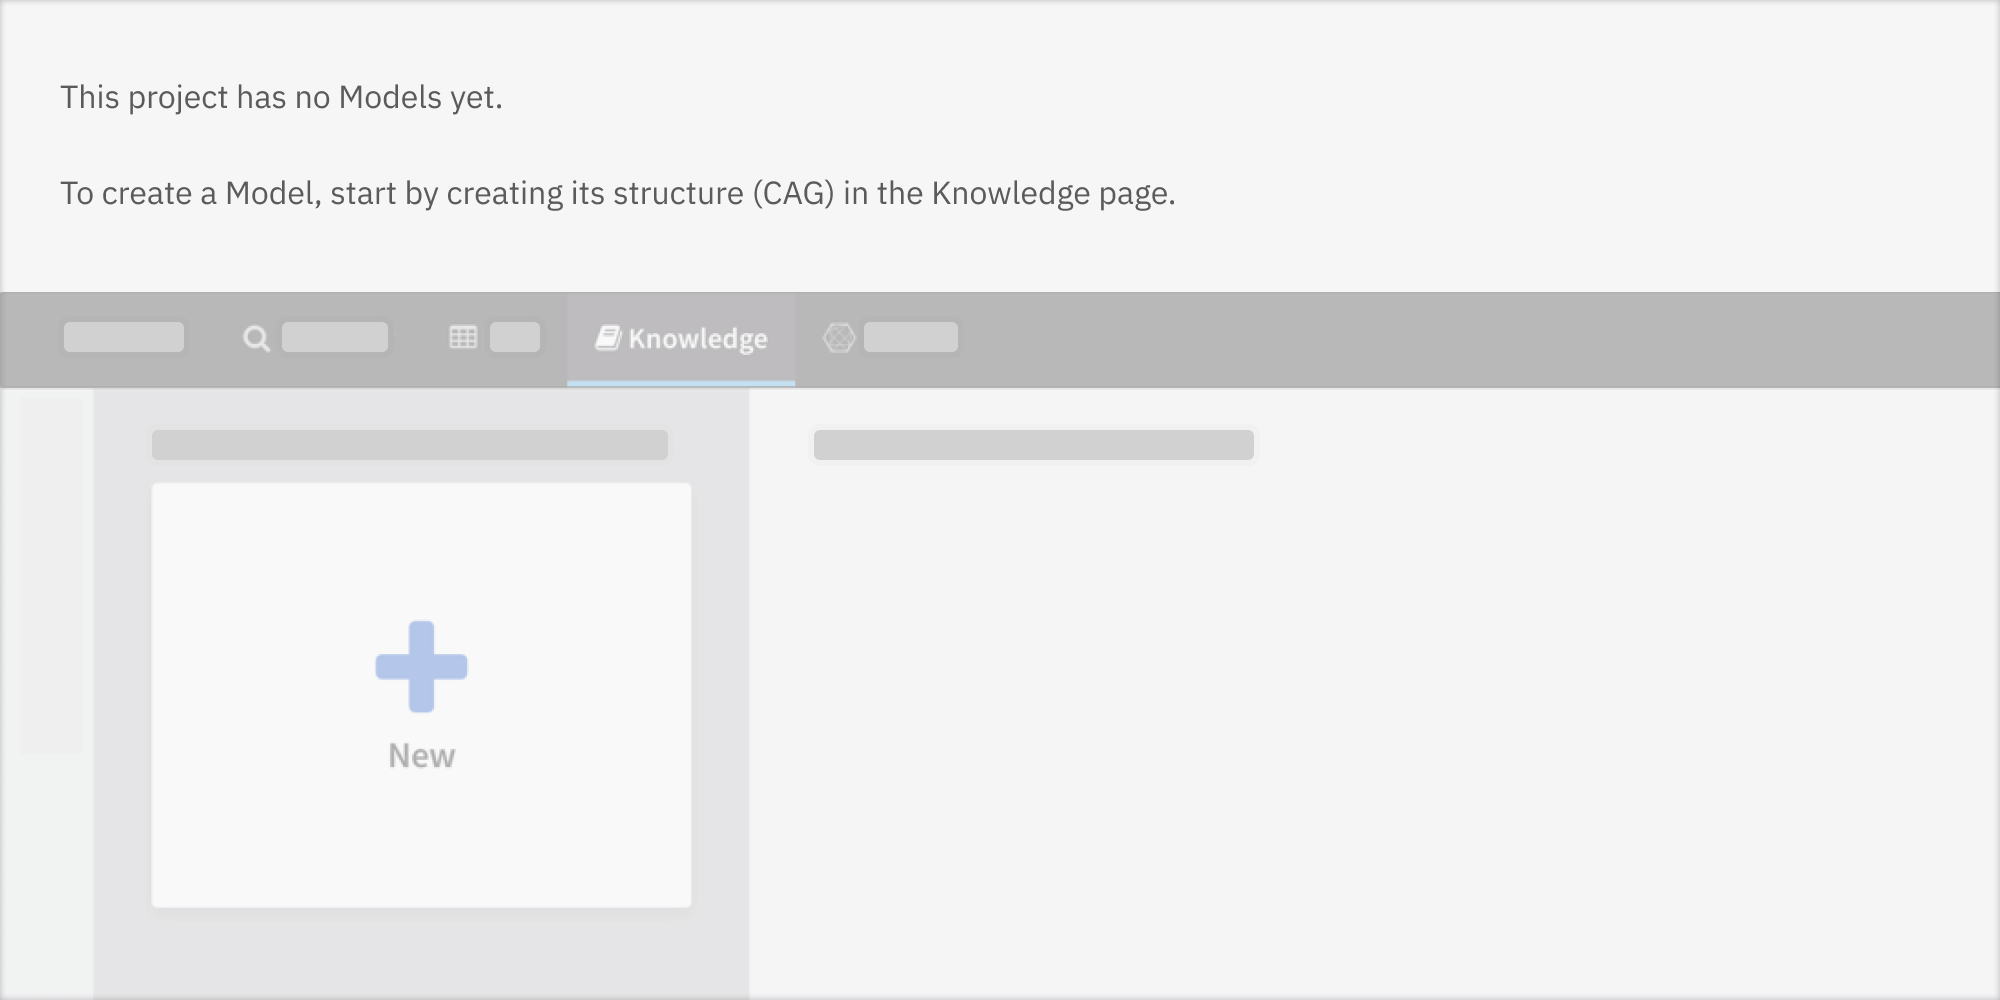 This project has no Models yet.
To create a Model, start by creating its structure (CAG) in the Knowledge page.
Knowledge
New